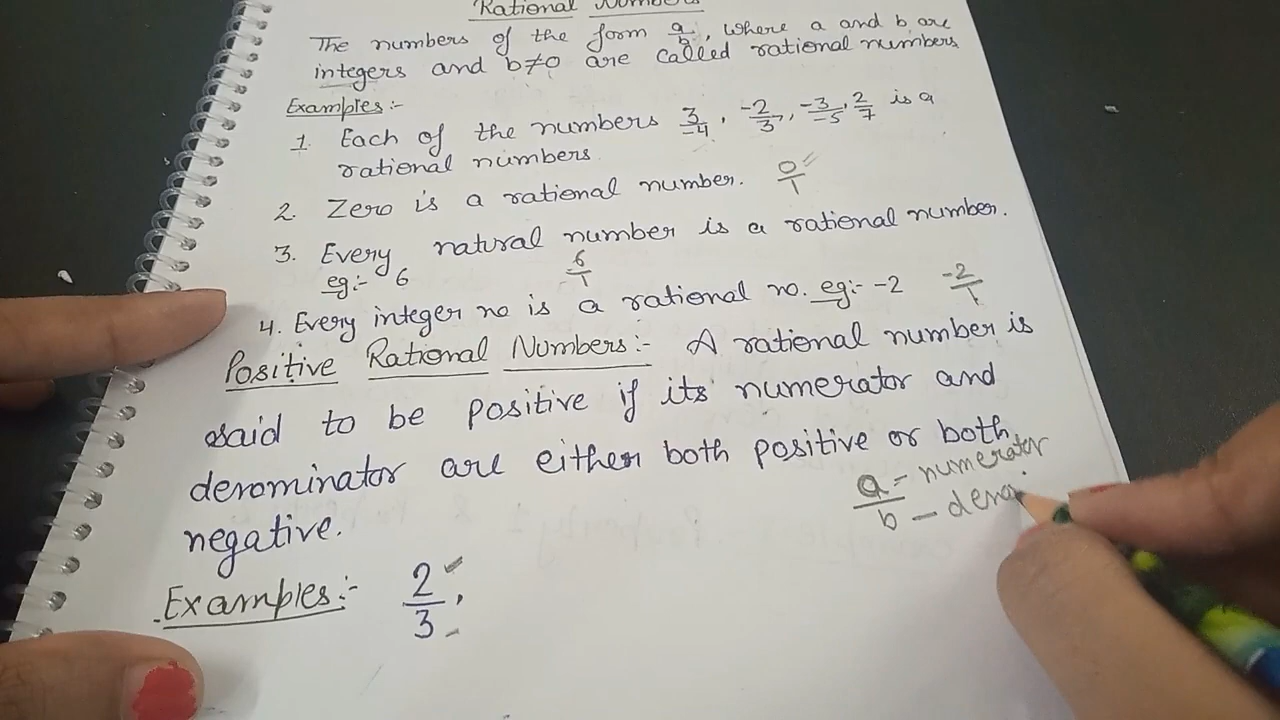 Rational Numbers
The numbers of the form a/b, where a and b are
integers and b≠0 are called rational numbers
Examples:-
1. Each of the numbers 3/-4, -2/3, -3/-5, 2/7 is a
rational numbers
2. Zero is a rational number. 0/1
3. Every natural number is a rational number.
eg:- 6 6/1
4. Every integer no is a rational no. eg:- -2 -2/1
Positive Rational Numbers:- A rational number is
said to be positive if its numerator and
denominator are either both positive or both
negative.
a - numerator
b - deno
Examples:- 2/3,